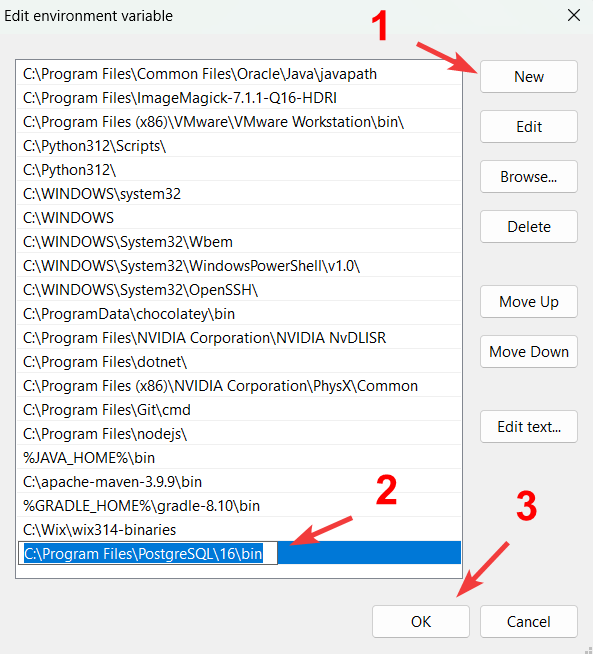 Edit environment variable
1
C:\Program Files\Common Files\Oracle\Java\javapath
New
C:\Program Files\ImageMagick-7.1.1-Q16-HDRI
C:\Program Files (x86)\VMware\VMware Workstation\bin\
Edit
C:\Python312\Scripts\
C:\Python312\
Browse...
C:\WINDOWS\system32
C:\WINDOWS
Delete
C:\WINDOWS\System32\Wbem
C:\WINDOWS\System32\WindowsPowerShell\v1.0\
C:\WINDOWS\System32\OpenSSH\
Move Up
C:\ProgramData\chocolatey\bin
C:\Program Files\NVIDIA Corporation\NVIDIA NvDLISR
Move Down
C:\Program Files\dotnet\
C:\Program Files (x86)\NVIDIA Corporation\PhysX\Common
C:\Program Files\Git\cmd
Edit text...
C:\Program Files\nodejs\
%JAVA_HOME%\bin
C:\apache-maven-3.9.9\bin
2
%GRADLE_HOME%\gradle-8.10\bin
3
C:\Wix\wix314-binaries
C:\Program Files\PostgreSQL\16\bin
OK
Cancel